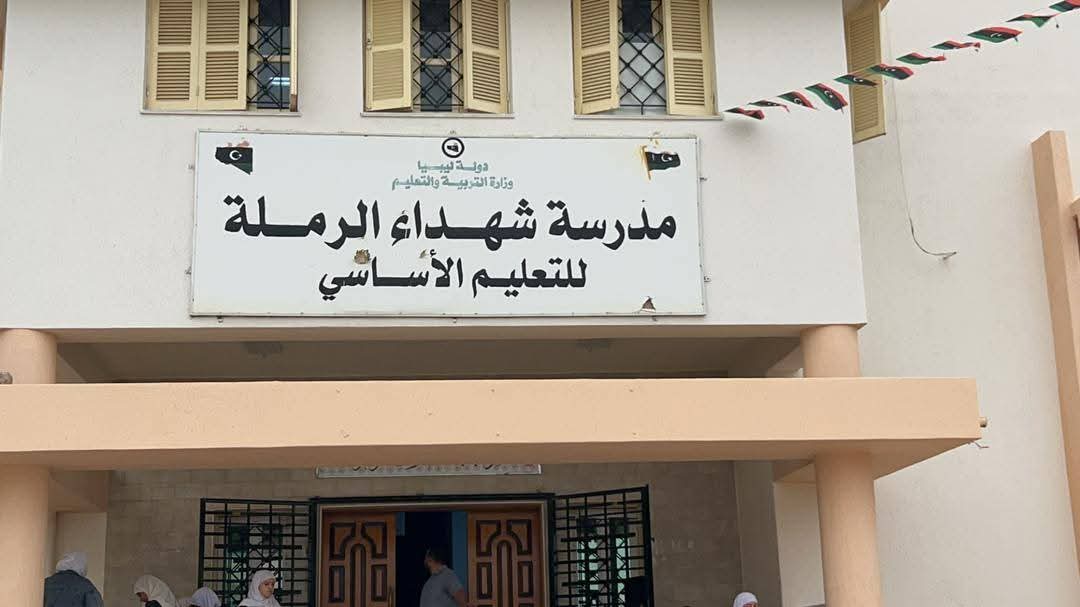 دولة ليبيا
وزارة التربية والتعليم
مدرسة شهداء الرملة
للتعليم الأساسي